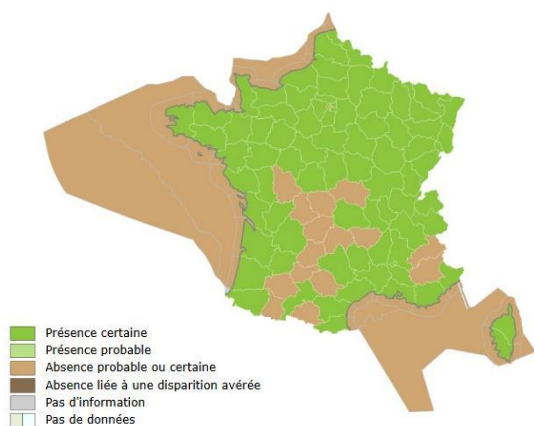 Présence certaine
Présence probable
Absence probable ou certaine
Absence liée à une disparition avérée
Pas d'information
Pas de données